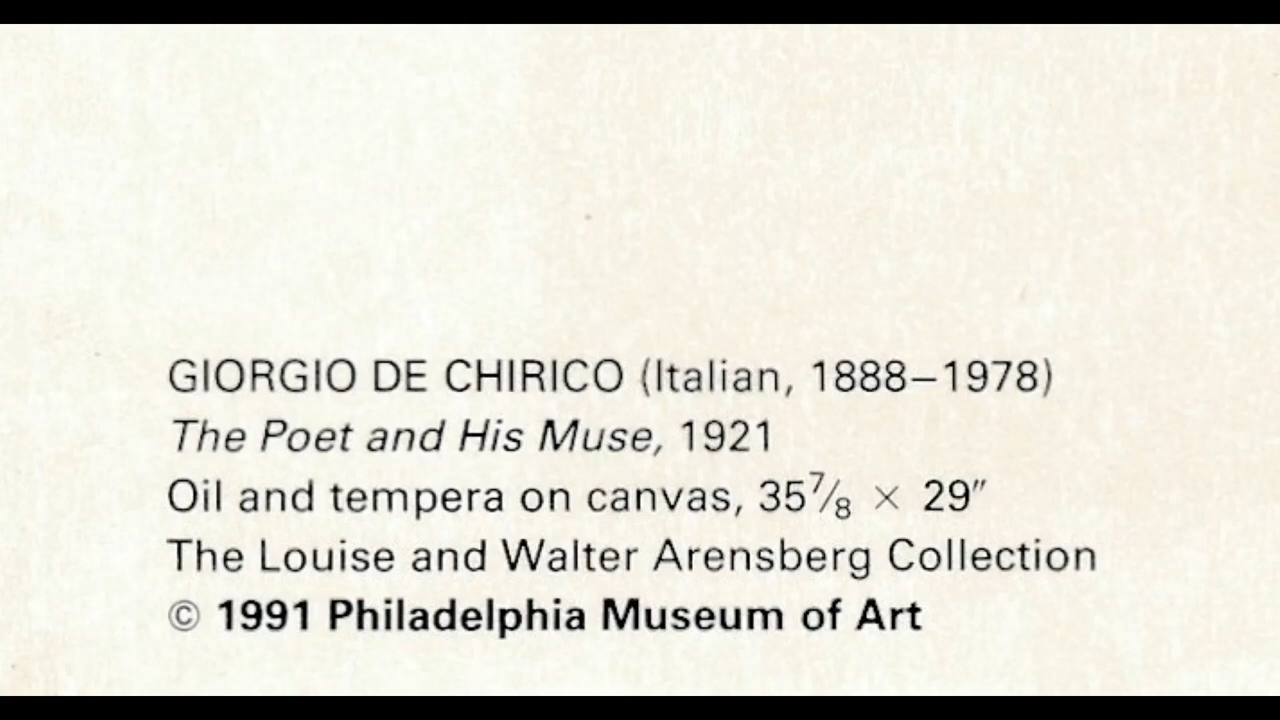 GIORGIO DE CHIRICO (Italian, 1888–1978)
The Poet and His Muse, 1921
Oil and tempera on canvas, 35⅞ × 29″
The Louise and Walter Arensberg Collection
© 1991 Philadelphia Museum of Art